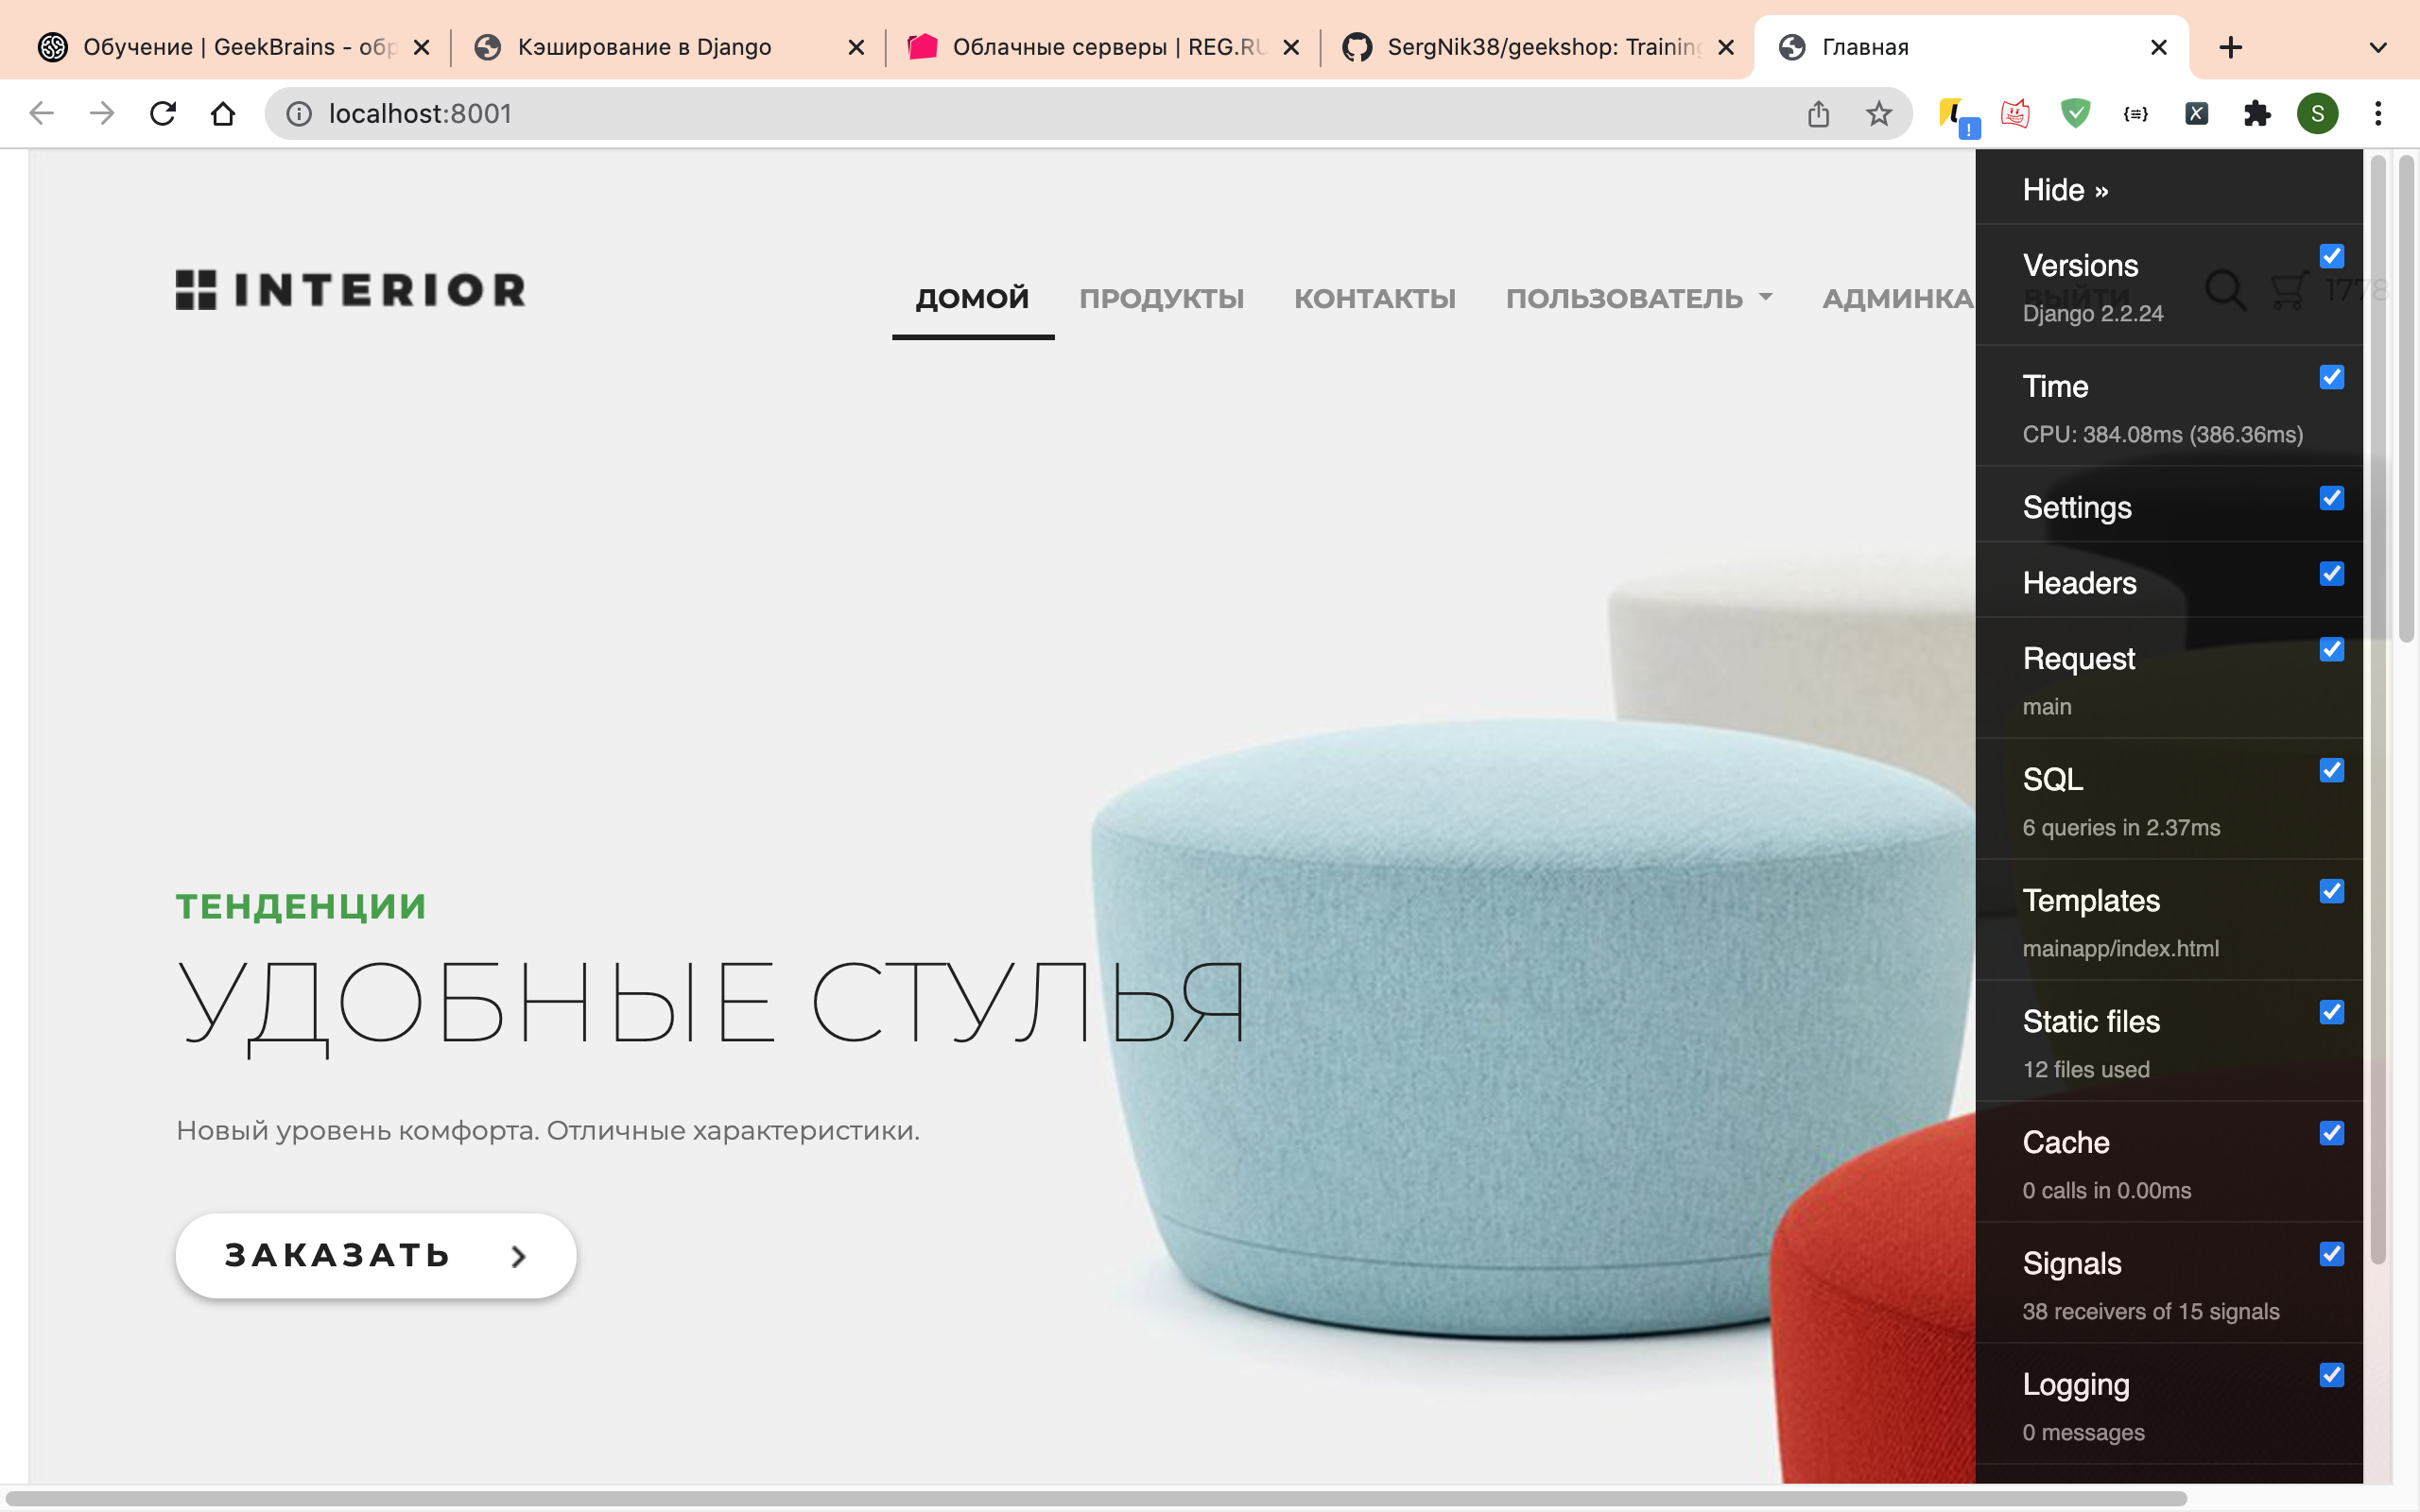 Обучение | GeekBrains - обр
Кэширование в Django
Облачные серверы | REG.RU
SergNik38/geekshop: Training
Главная
localhost:8001
S
INTERIOR
ДОМОЙ
ПРОДУКТЫ
КОНТАКТЫ
ПОЛЬЗОВАТЕЛЬ
АДМИНКА
ВЫЙТИ
1778
ТЕНДЕНЦИИ
УДОБНЫЕ СТУЛЬЯ
Новый уровень комфорта. Отличные характеристики.
ЗАКАЗАТЬ
Hide »
Versions
Django 2.2.24
Time
CPU: 384.08ms (386.36ms)
Settings
Headers
Request
main
SQL
6 queries in 2.37ms
Templates
mainapp/index.html
Static files
12 files used
Cache
0 calls in 0.00ms
Signals
38 receivers of 15 signals
Logging
0 messages